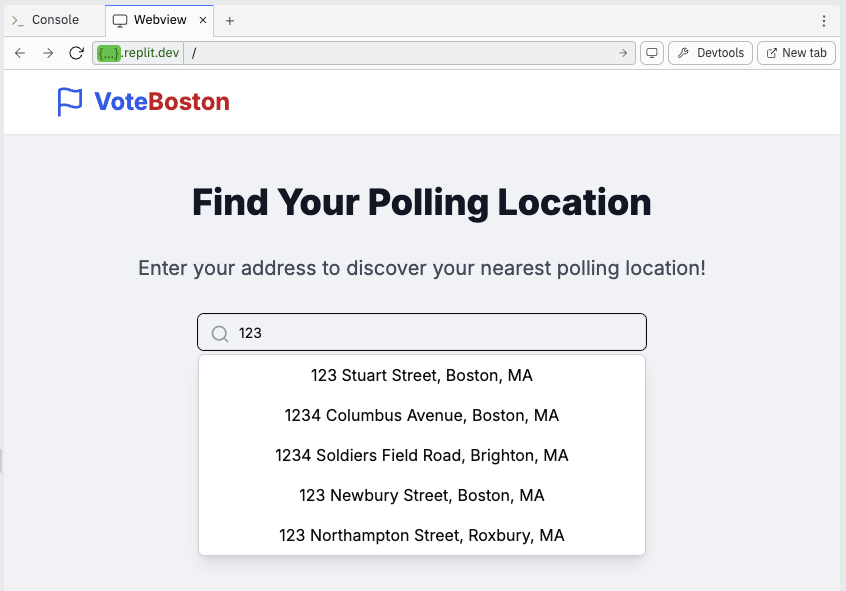 >_ Console
Webview × +
{...}.replit.dev / Devtools New tab
VoteBoston
Find Your Polling Location
Enter your address to discover your nearest polling location!
123
123 Stuart Street, Boston, MA
1234 Columbus Avenue, Boston, MA
1234 Soldiers Field Road, Brighton, MA
123 Newbury Street, Boston, MA
123 Northampton Street, Roxbury, MA